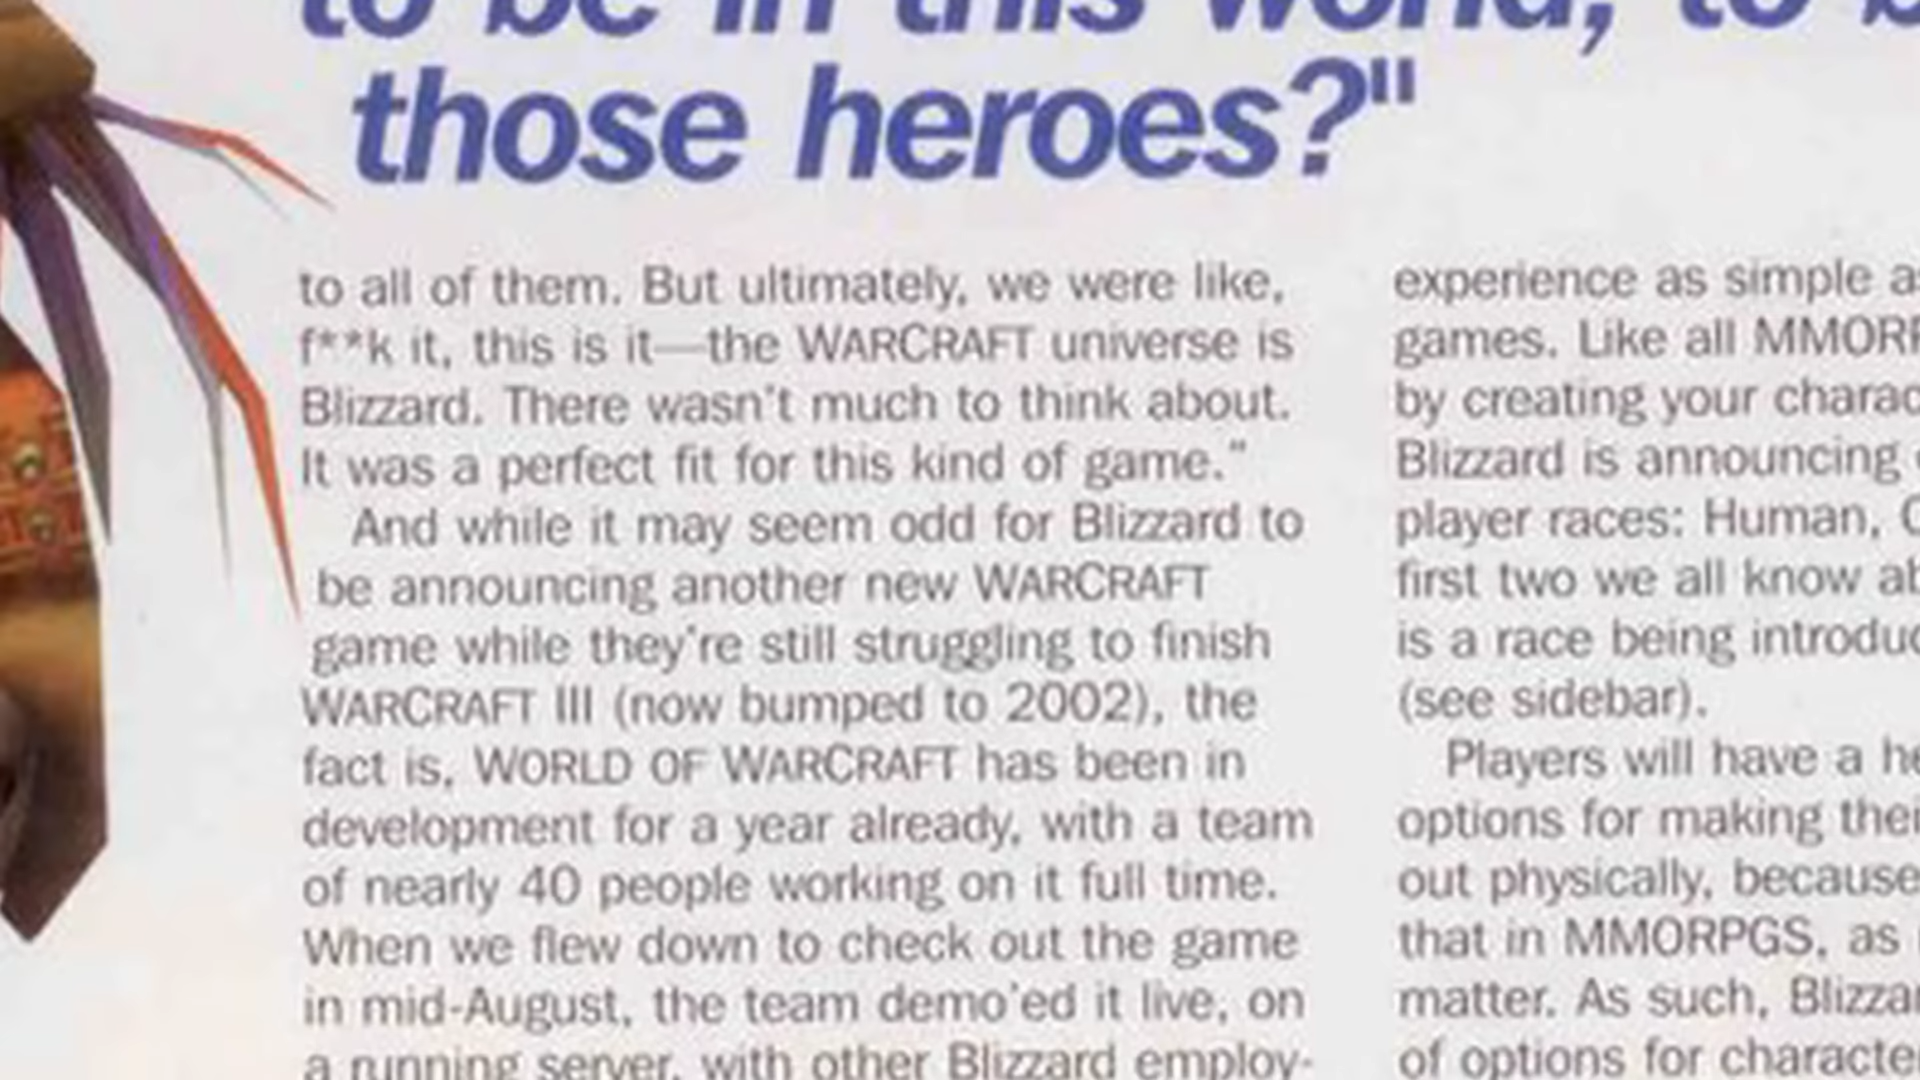 to be in this world, to b
those heroes?"
to all of them. But ultimately, we were like,
f**k it, this is it—the WARCRAFT universe is
Blizzard. There wasn't much to think about.
It was a perfect fit for this kind of game."
And while it may seem odd for Blizzard to
be announcing another new WARCRAFT
game while they're still struggling to finish
WARCRAFT III (now bumped to 2002), the
fact is, WORLD OF WARCRAFT has been in
development for a year already, with a team
of nearly 40 people working on it full time.
When we flew down to check out the game
in mid-August, the team demo'ed it live, on
a running server, with other Blizzard employ-
experience as simple as
games. Like all MMORP
by creating your charac
Blizzard is announcing
player races: Human,
first two we all know ab
is a race being introduc
(see sidebar).
Players will have a he
options for making thei
out physically, because
that in MMORPGS, as
matter. As such, Blizzar
of options for characte